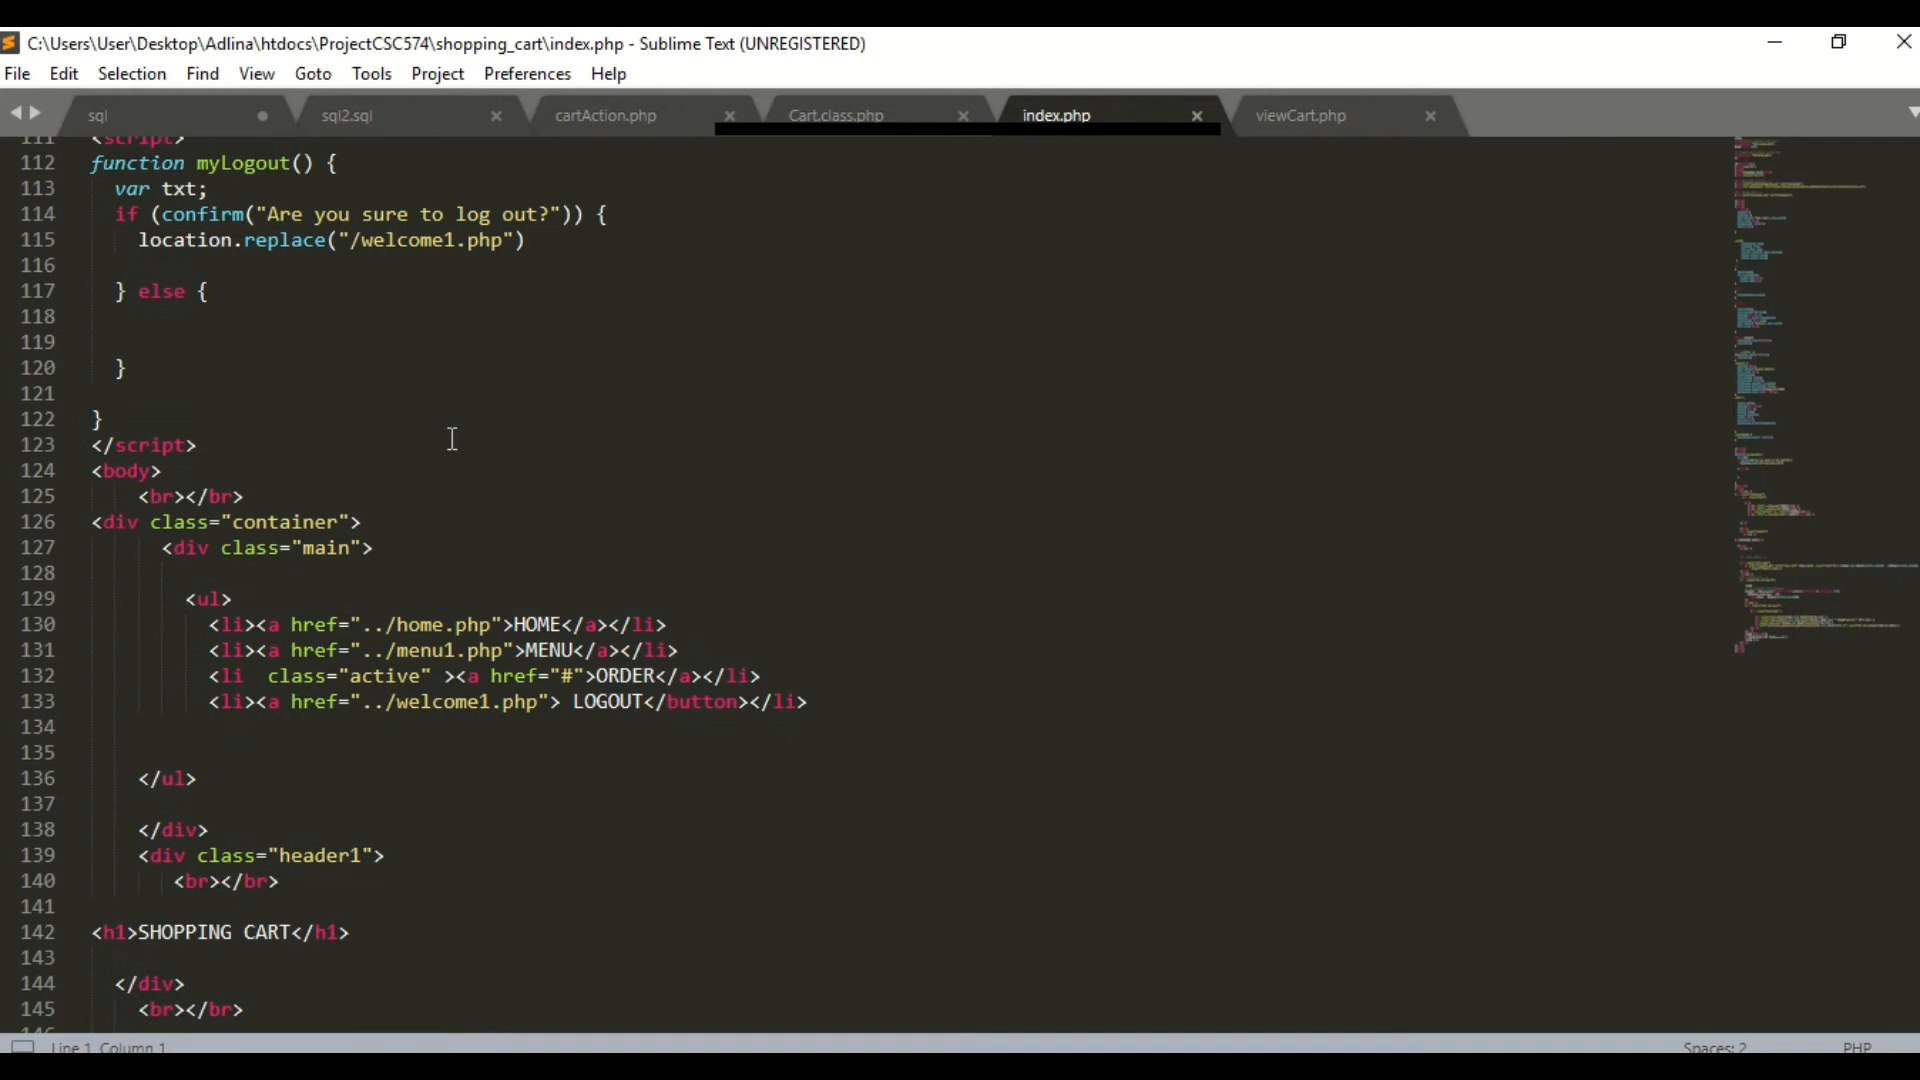 C:\Users\User\Desktop\Adlina\htdocs\ProjectCSC574\shopping_cart\index.php - Sublime Text (UNREGISTERED)
File Edit Selection Find View Goto Tools Project Preferences Help
sql sql2.sql cartAction.php Cart.class.php index.php viewCart.php
111 <script>
112 function myLogout() {
113 var txt;
114 if (confirm("Are you sure to log out?")) {
115 location.replace("/welcome1.php")
116
117 } else {
118
119
120 }
121
122 }
123 </script>
124 <body>
125 <br></br>
126 <div class="container">
127 <div class="main">
128
129 <ul>
130 <li><a href="../home.php">HOME</a></li>
131 <li><a href="../menu1.php">MENU</a></li>
132 <li  class="active" ><a href="#">ORDER</a></li>
133 <li><a href="../welcome1.php"> LOGOUT</button></li>
134
135
136 </ul>
137
138 </div>
139 <div class="header1">
140 <br></br>
141
142 <h1>SHOPPING CART</h1>
143
144 </div>
145 <br></br>
146
Line 1, Column 1 Spaces: 2 PHP